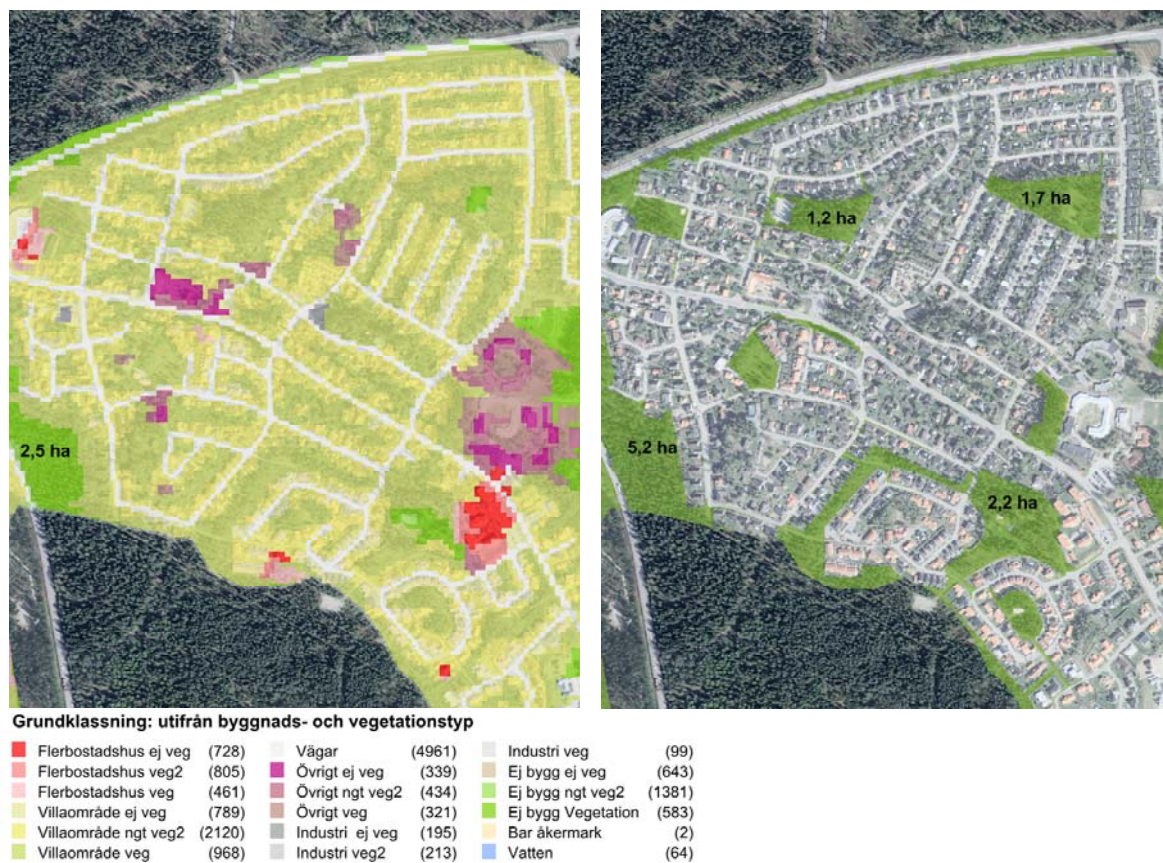 2,5 ha
1,2 ha
1,7 ha
5,2 ha
2,2 ha
Grundklassning: utifrån byggnads- och vegetationstyp
Flerbostadshus ej veg (728)
Flerbostadshus veg2 (805)
Flerbostadshus veg (461)
Villaområde ej veg (789)
Villaområde ngt veg2 (2120)
Villaområde veg (968)
Vägar (4961)
Övrigt ej veg (339)
Övrigt ngt veg2 (434)
Övrigt veg (321)
Industri ej veg (195)
Industri veg2 (213)
Industri veg (99)
Ej bygg ej veg (643)
Ej bygg ngt veg2 (1381)
Ej bygg Vegetation (583)
Bar åkermark (2)
Vatten (64)